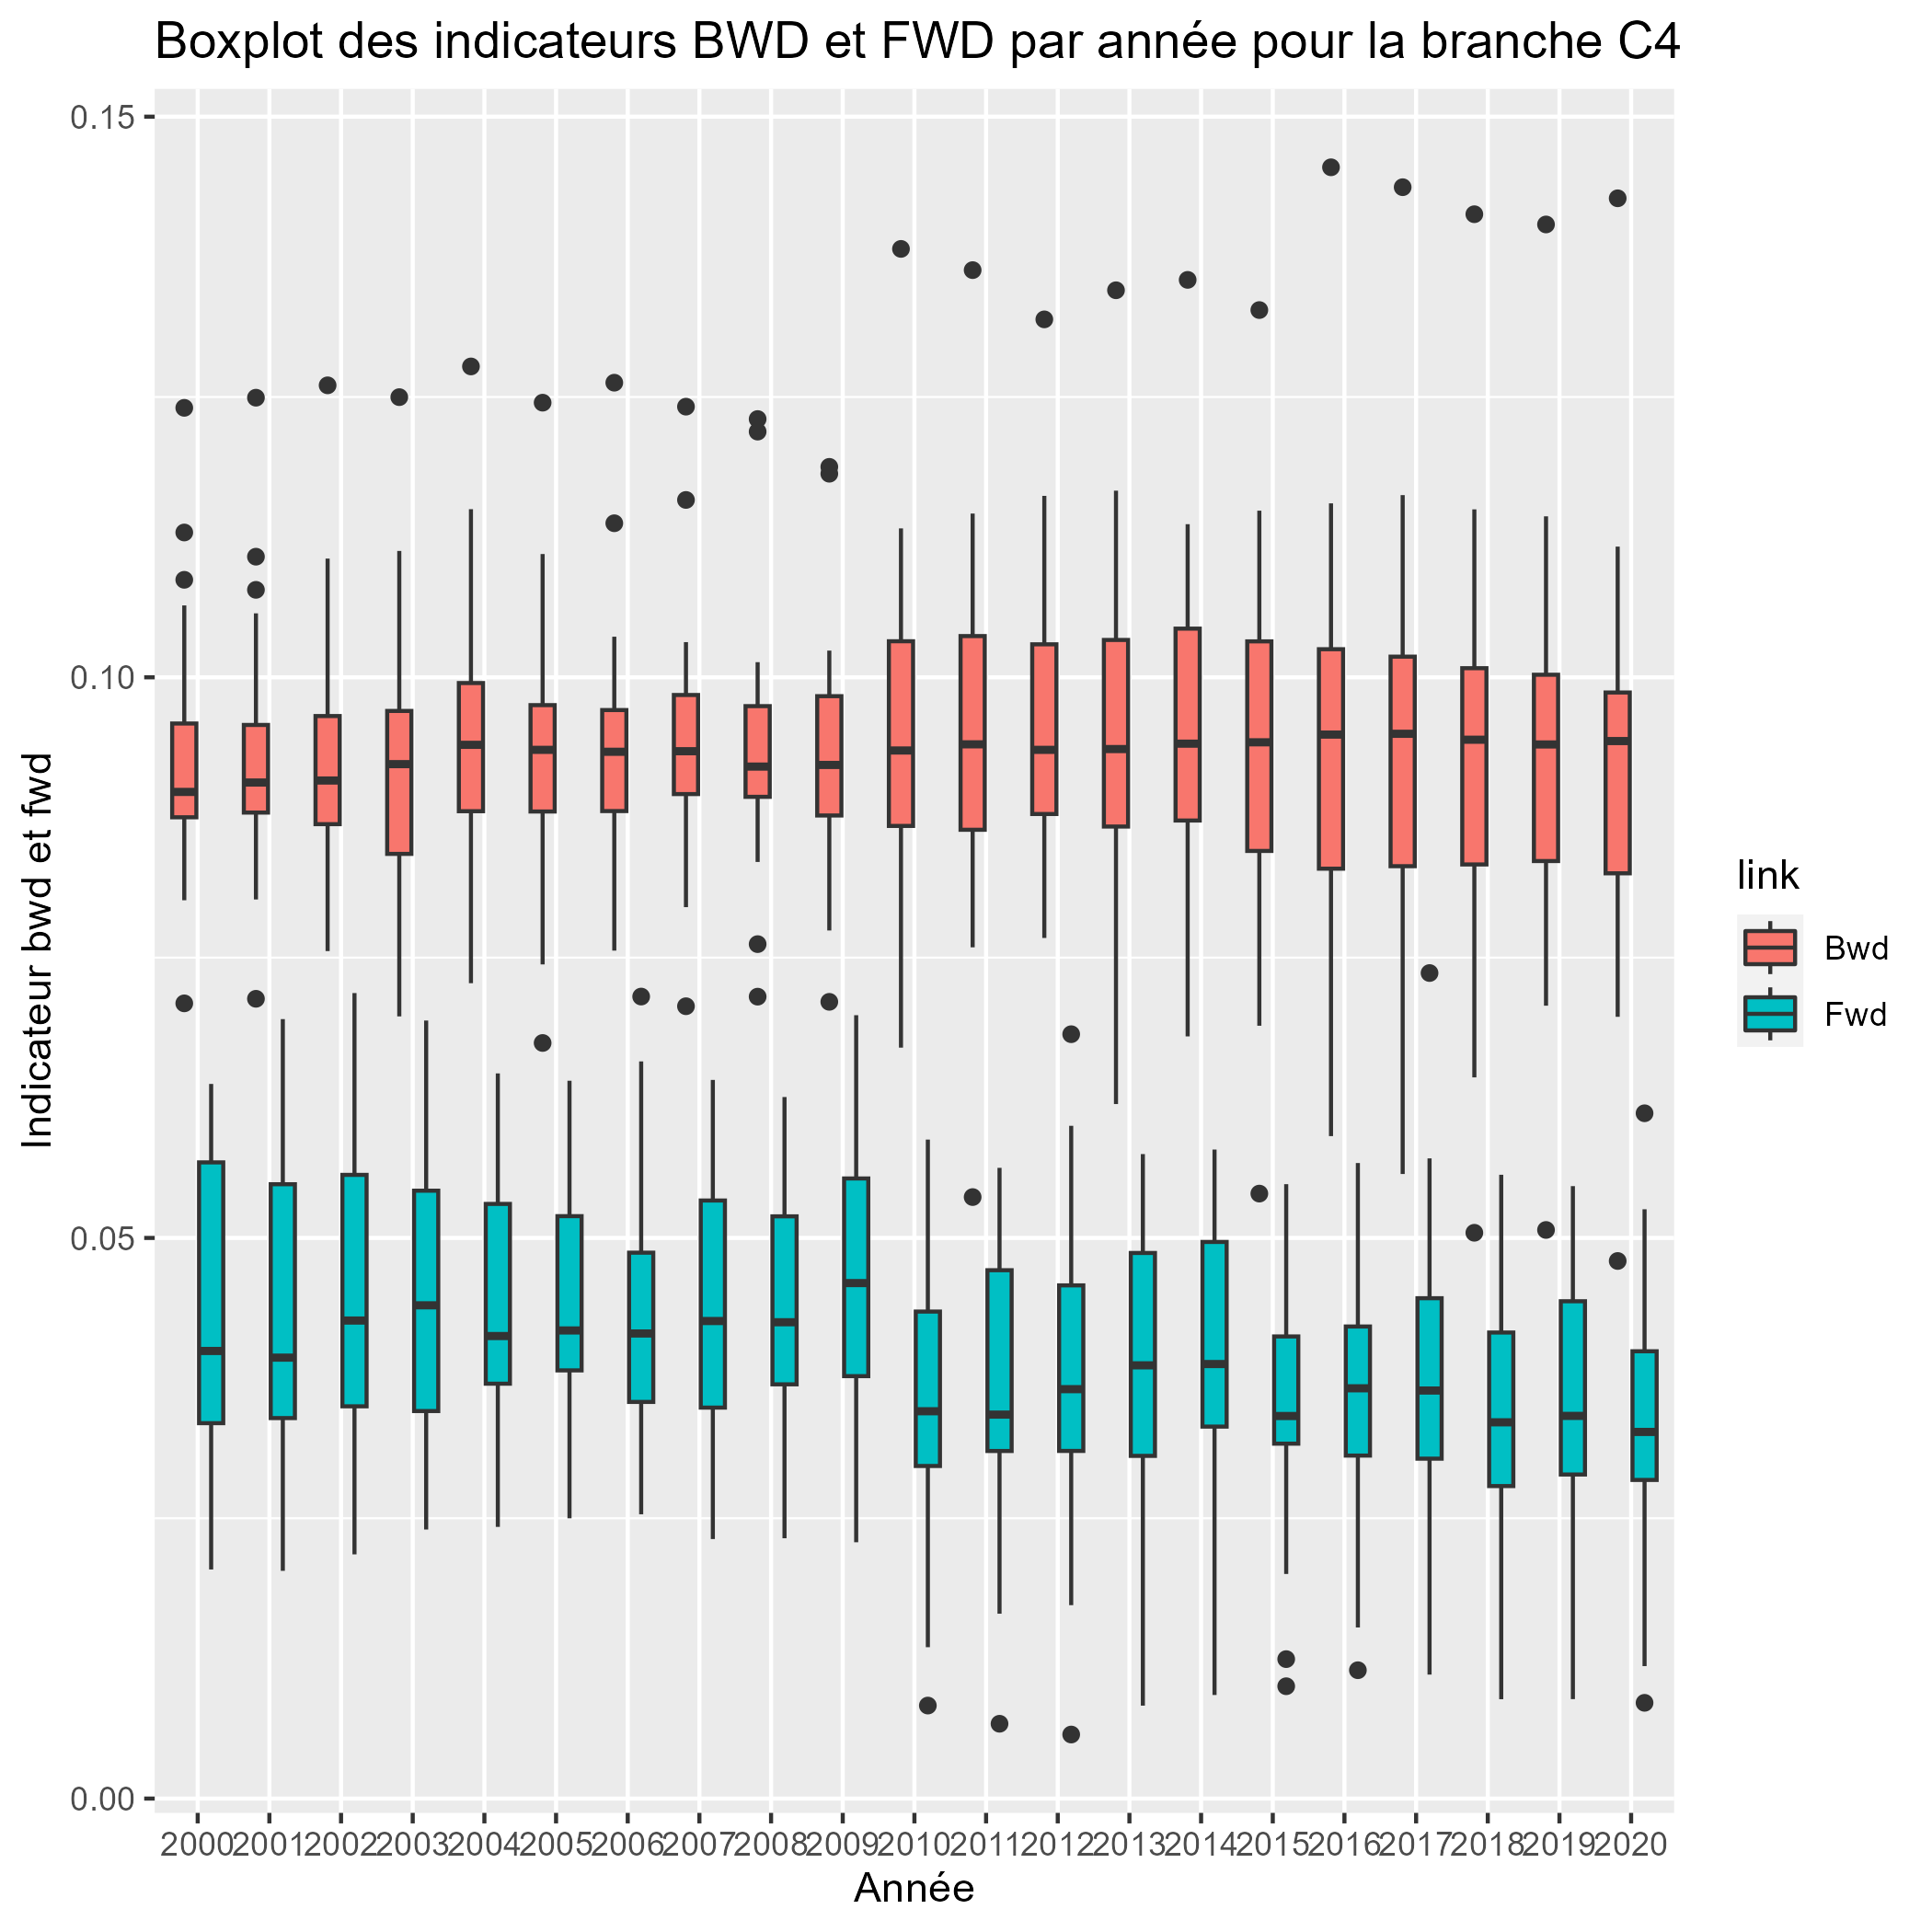 Boxplot des indicateurs BWD et FWD par année pour la branche C4
0.15
0.10
0.05
0.00
Indicateur bwd et fwd
2000 2001 2002 2003 2004 2005 2006 2007 2008 2009 2010 2011 2012 2013 2014 2015 2016 2017 2018 2019 2020
Année
link
Bwd
Fwd